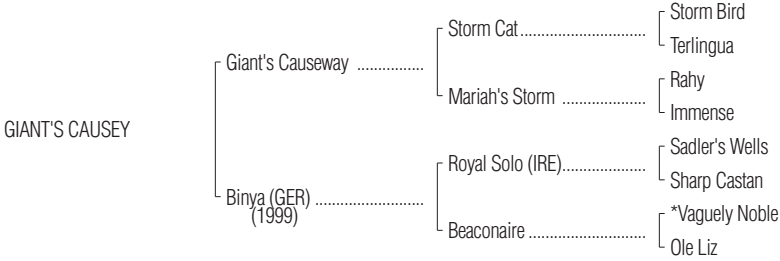 Storm Bird
Storm Cat..............................
Terlingua
Giant's Causeway ................
Rahy
Mariah's Storm ....................
Immense
GIANT'S CAUSEY
Sadler's Wells
Royal Solo (IRE)....................
Sharp Castan
Binya (GER) ..........................
(1999)
*Vaguely Noble
Beaconaire ............................
Ole Liz